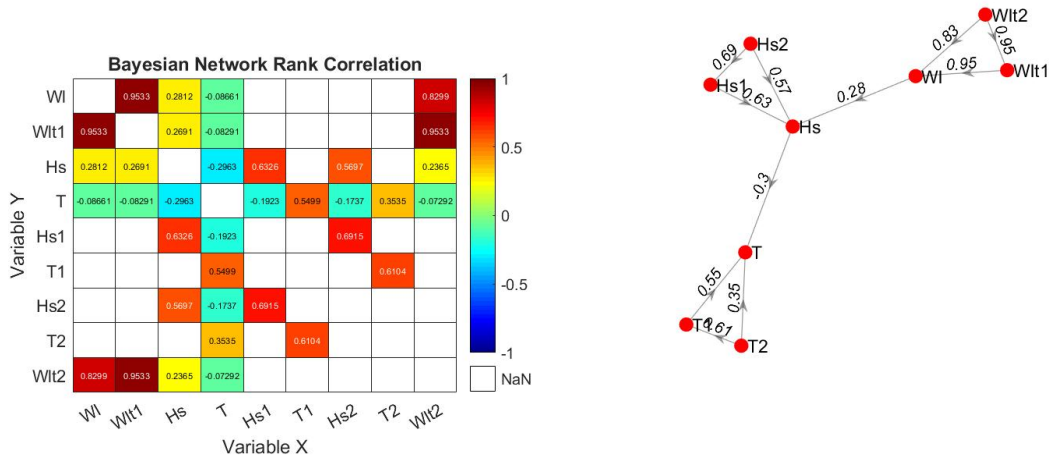 Bayesian Network Rank Correlation
Wl 0.9533 0.2812 -0.08661 0.8299
Wlt1 0.9533 0.2691 -0.08291 0.9533
Hs 0.2812 0.2691 -0.2963 0.6326 0.5697 0.2365
T -0.08661 -0.08291 -0.2963 -0.1923 0.5499 -0.1737 0.3535 -0.07292
Hs1 0.6326 -0.1923 0.6915
T1 0.5499 0.6104
Hs2 0.5697 -0.1737 0.6915
T2 0.3535 0.6104
Wlt2 0.8299 0.9533 0.2365 -0.07292
Wl Wlt1 Hs T Hs1 T1 Hs2 T2 Wlt2
Variable X
Variable Y
1
0.5
0
-0.5
-1
NaN
Wlt2
0.83
0.95
Wlt1
0.95
Wl
Hs2
0.69
0.57
Hs1
0.63
0.28
Hs
-0.3
T
0.55
0.35
T1
0.61
T2